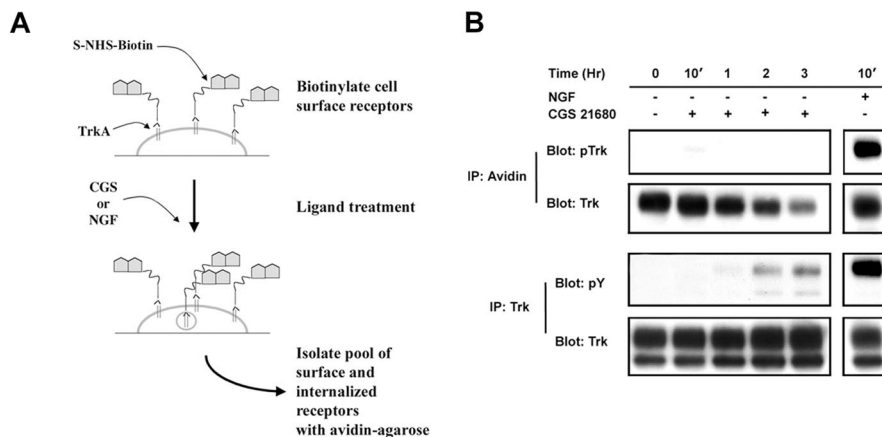 A
S-NHS-Biotin
Biotinylate cell
surface receptors
TrkA
CGS
or
NGF
Ligand treatment
Isolate pool of
surface and
internalized
receptors
with avidin-agarose
B
Time (Hr) 0 10′ 1 2 3 10′
NGF - - - - - +
CGS 21680 - + + + + -
IP: Avidin
Blot: pTrk
Blot: Trk
IP: Trk
Blot: pY
Blot: Trk